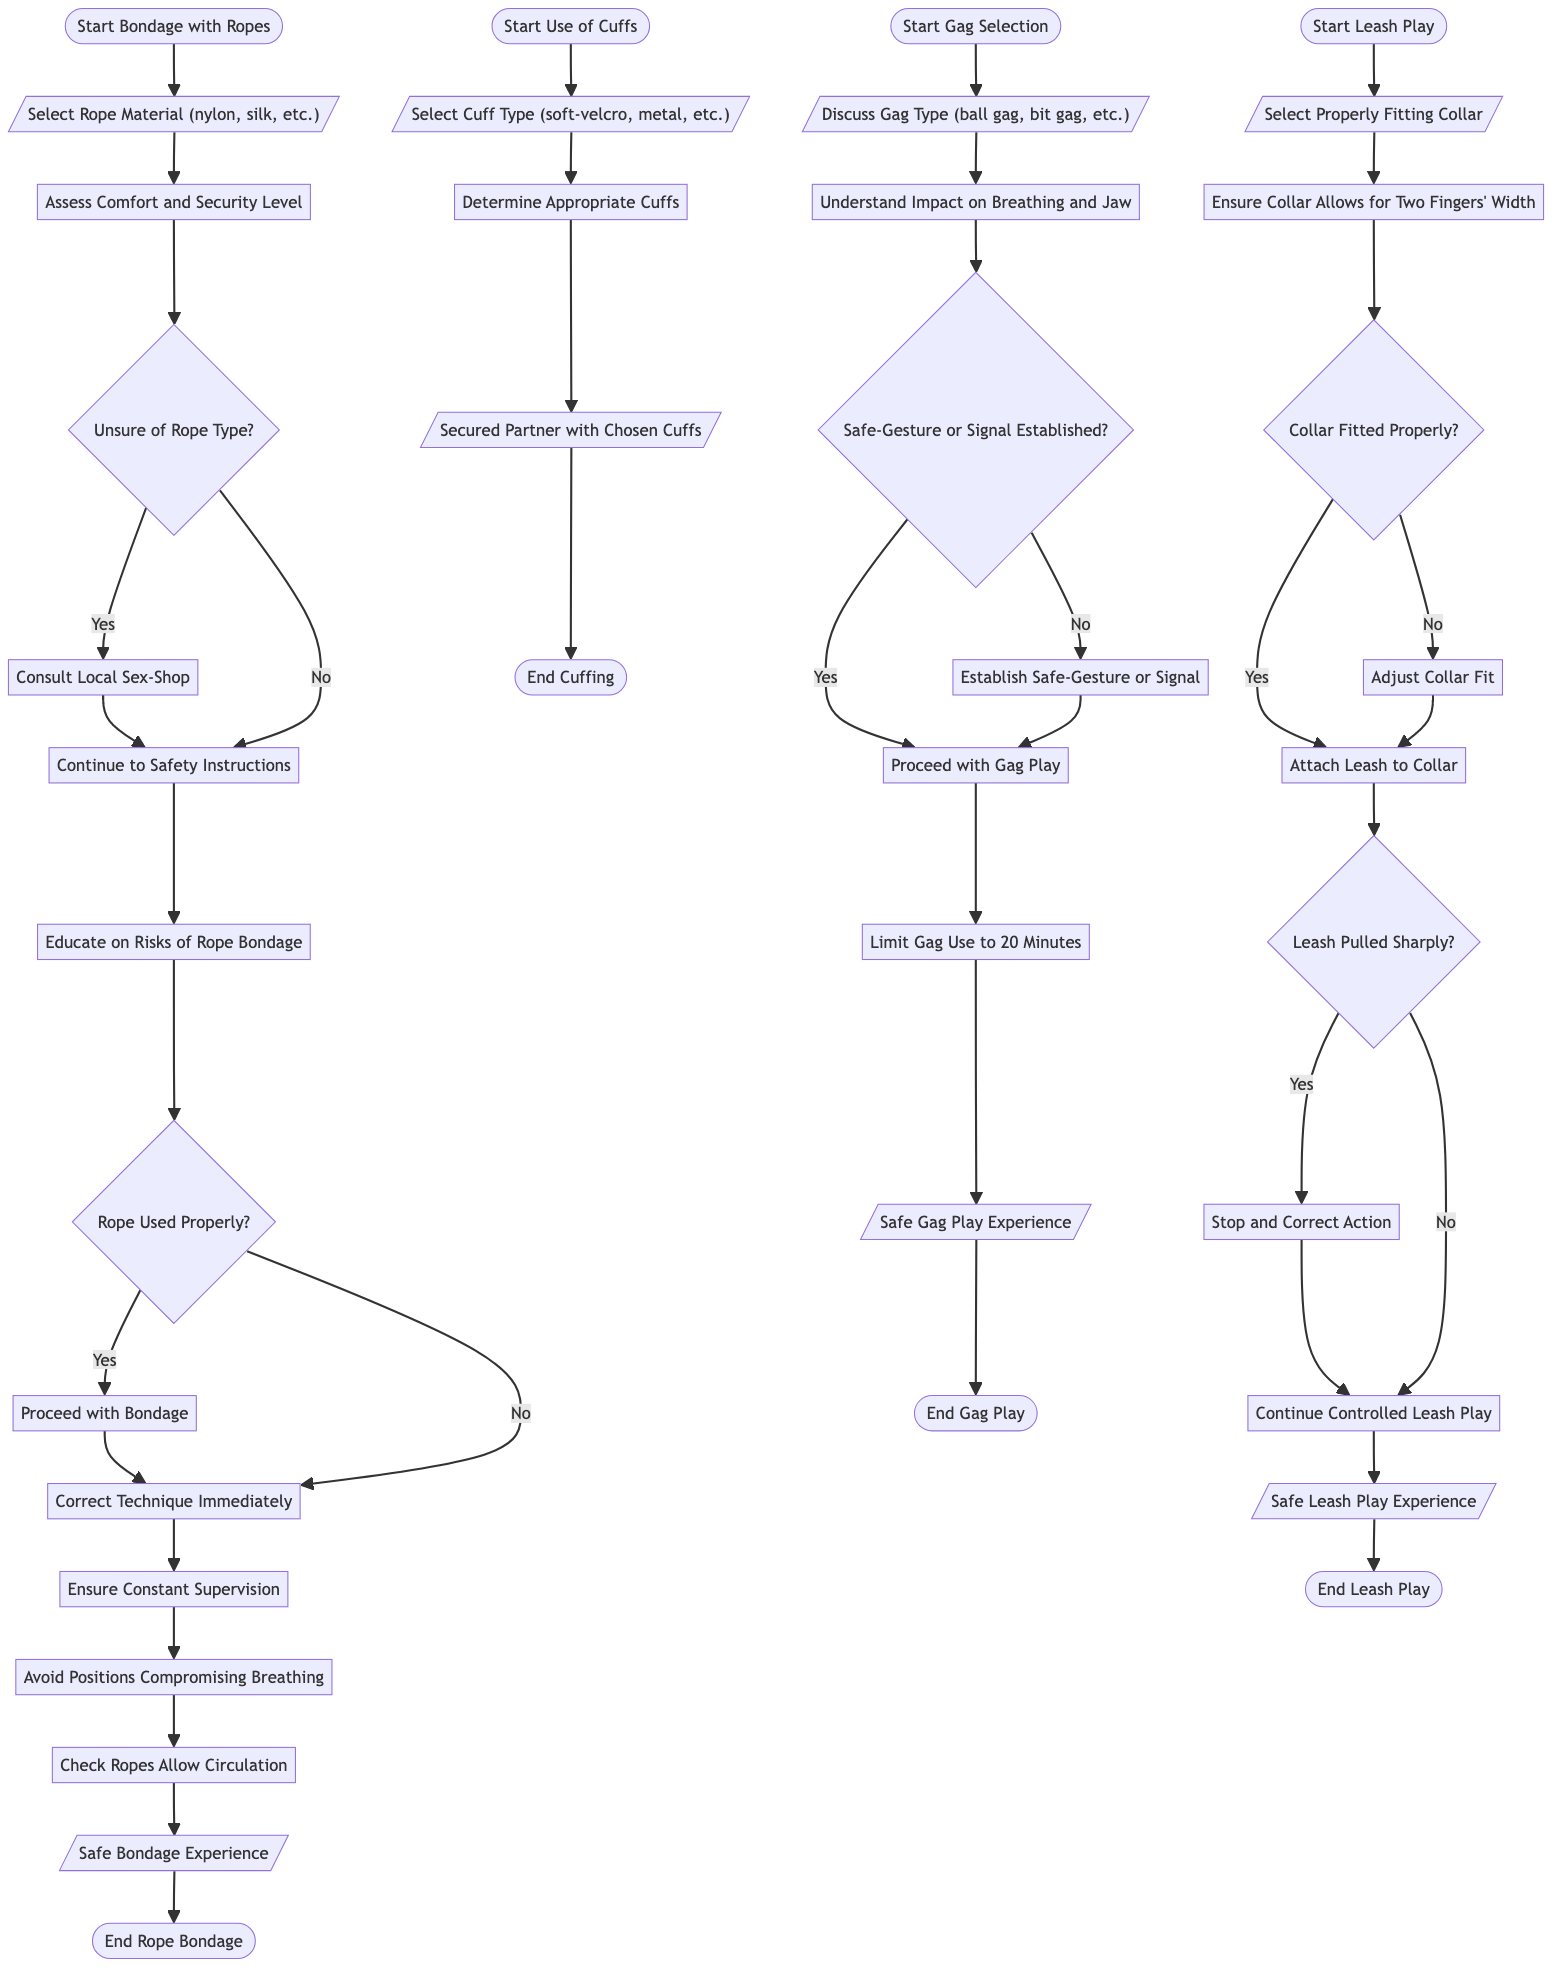 Start Bondage with Ropes
Select Rope Material (nylon, silk, etc.)
Assess Comfort and Security Level
Unsure of Rope Type?
Yes
No
Consult Local Sex-Shop
Continue to Safety Instructions
Educate on Risks of Rope Bondage
Rope Used Properly?
Yes
No
Proceed with Bondage
Correct Technique Immediately
Ensure Constant Supervision
Avoid Positions Compromising Breathing
Check Ropes Allow Circulation
Safe Bondage Experience
End Rope Bondage
Start Use of Cuffs
Select Cuff Type (soft-velcro, metal, etc.)
Determine Appropriate Cuffs
Secured Partner with Chosen Cuffs
End Cuffing
Start Gag Selection
Discuss Gag Type (ball gag, bit gag, etc.)
Understand Impact on Breathing and Jaw
Safe-Gesture or Signal Established?
Yes
No
Establish Safe-Gesture or Signal
Proceed with Gag Play
Limit Gag Use to 20 Minutes
Safe Gag Play Experience
End Gag Play
Start Leash Play
Select Properly Fitting Collar
Ensure Collar Allows for Two Fingers' Width
Collar Fitted Properly?
Yes
No
Adjust Collar Fit
Attach Leash to Collar
Leash Pulled Sharply?
Yes
No
Stop and Correct Action
Continue Controlled Leash Play
Safe Leash Play Experience
End Leash Play